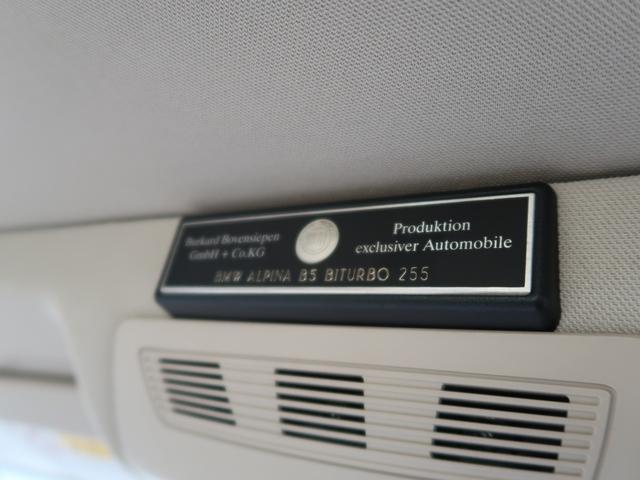 Burkard Bovensiepen
GmbH + Co.KG
Produktion
exclusiver Automobile
BMW ALPINA B5 BITURBO 255